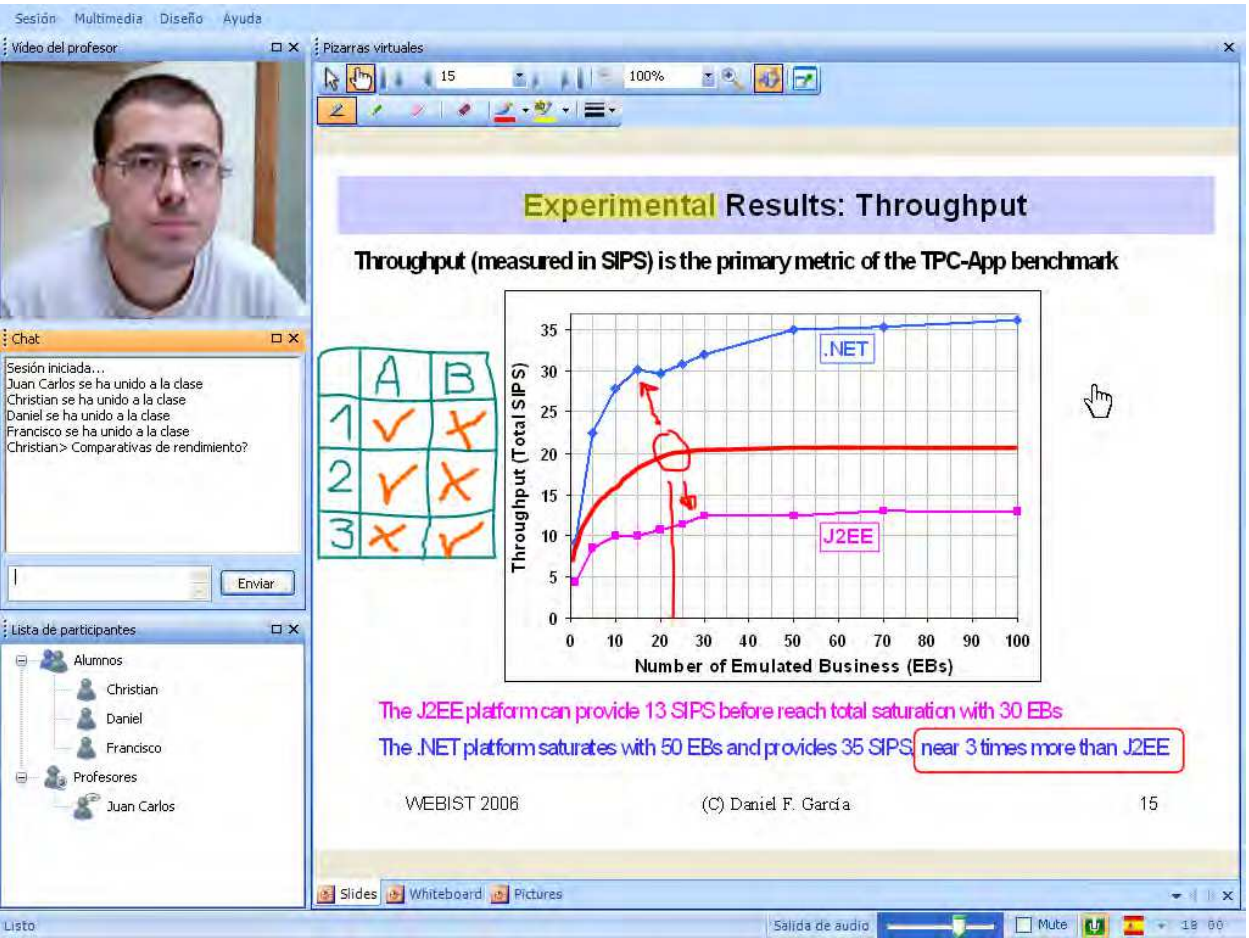 Sesión Multimedia Diseño Ayuda
Vídeo del profesor
Pizarras virtuales
15
100%
Experimental Results: Throughput
Throughput (measured in SIPS) is the primary metric of the TPC-App benchmark
Chat
Sesión iniciada...
Juan Carlos se ha unido a la clase
Christian se ha unido a la clase
Daniel se ha unido a la clase
Francisco se ha unido a la clase
Christian> Comparativas de rendimiento?
Enviar
A B
1
2
3
Throughput (Total SIPS)
35
30
25
20
15
10
5
0
.NET
J2EE
0 10 20 30 40 50 60 70 80 90 100
Number of Emulated Business (EBs)
Lista de participantes
Alumnos
Christian
Daniel
Francisco
Profesores
Juan Carlos
The J2EE platform can provide 13 SIPS before reach total saturation with 30 EBs
The .NET platform saturates with 50 EBs and provides 35 SIPS, near 3 times more than J2EE
WEBIST 2006 (C) Daniel F. García 15
Slides Whiteboard Pictures
Listo
Salida de audio
Mute
18 00